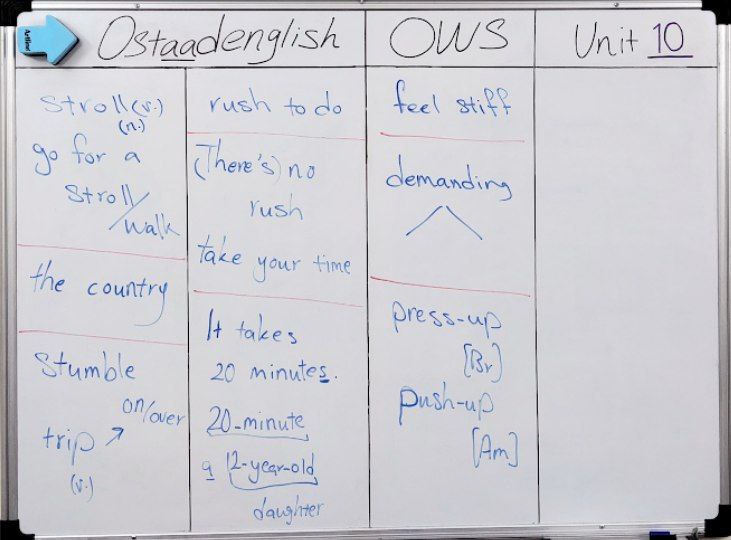 Ostaadenglish
OWS
Unit 10
stroll (v.)
(n.)
go for a
stroll/
walk
the country
Stumble
on/over
trip
(v.)
rush to do
(There's) no
rush
take your time
It takes
20 minutes.
20-minute
a 12-year-old
daughter
feel stiff
demanding
press-up
[Br]
push-up
[Am]